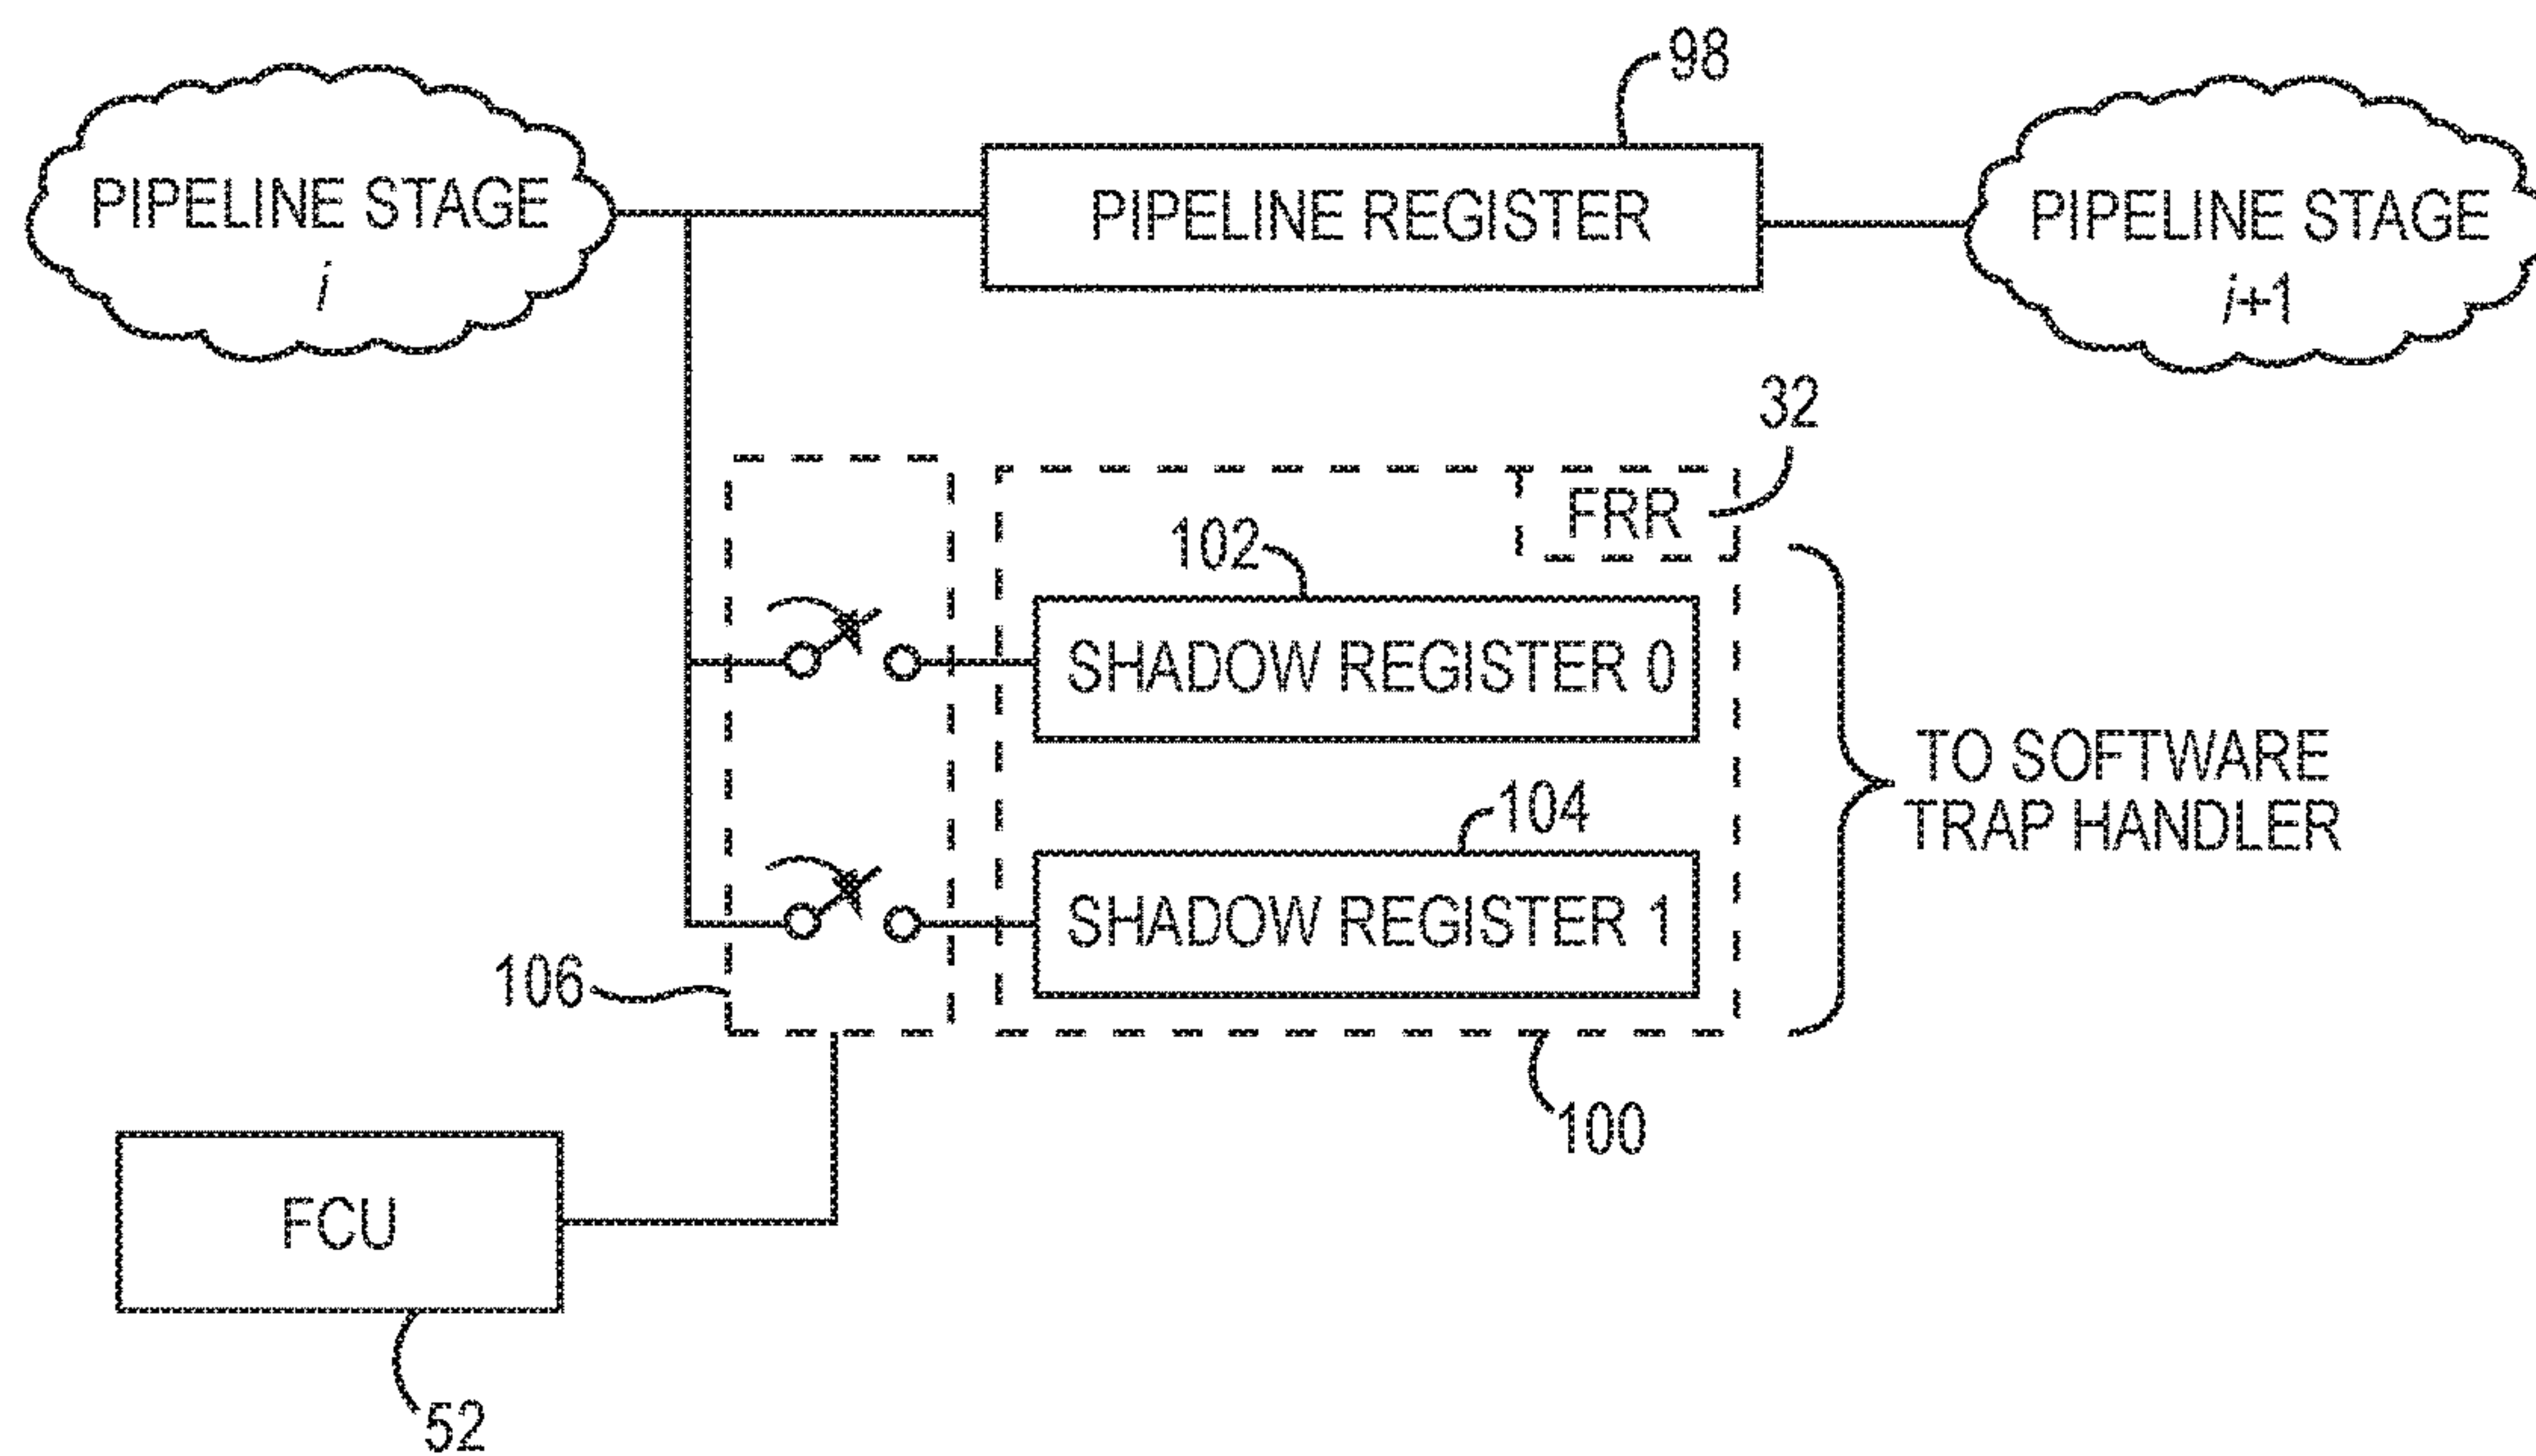 98
PIPELINE STAGE
i
PIPELINE REGISTER
PIPELINE STAGE
i+1
32
FRR
102
SHADOW REGISTER 0
TO SOFTWARE
TRAP HANDLER
104
SHADOW REGISTER 1
106
100
FCU
52